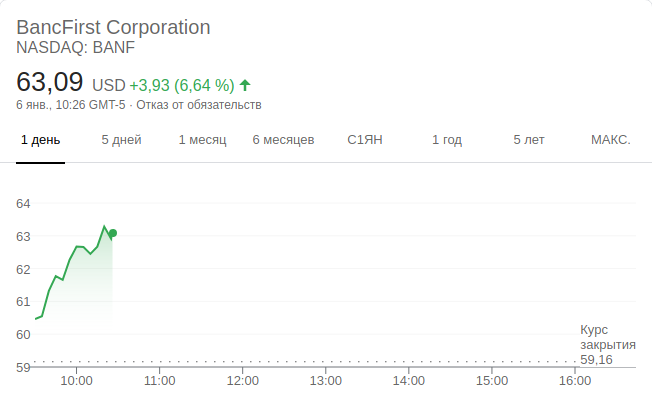 BancFirst Corporation
NASDAQ: BANF
63,09 USD +3,93 (6,64 %)
6 янв., 10:26 GMT-5 · Отказ от обязательств
1 день 5 дней 1 месяц 6 месяцев С1ЯН 1 год 5 лет МАКС.
64
63
62
61
60
59
Курс
закрытия
59,16
10:00 11:00 12:00 13:00 14:00 15:00 16:00